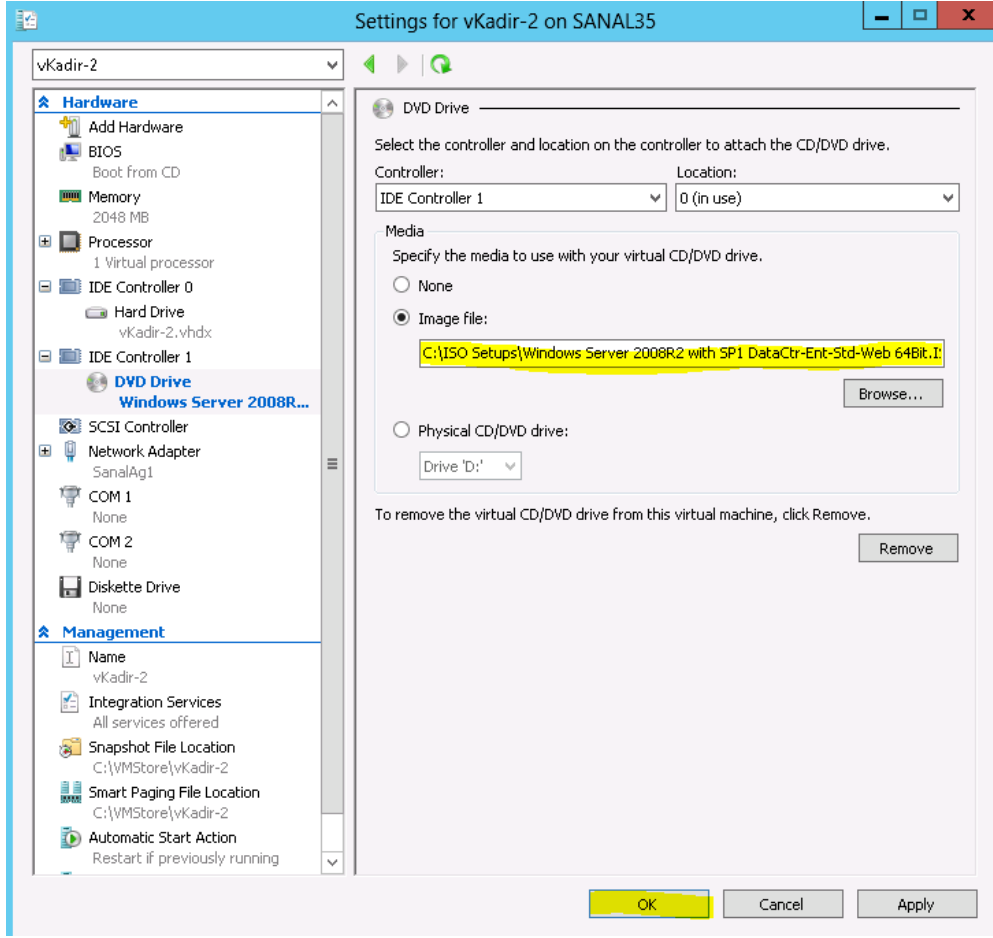 Settings for vKadir-2 on SANAL35
vKadir-2
Hardware
Add Hardware
BIOS
Boot from CD
Memory
2048 MB
Processor
1 Virtual processor
IDE Controller 0
Hard Drive
vKadir-2.vhdx
IDE Controller 1
DVD Drive
Windows Server 2008R...
SCSI Controller
Network Adapter
SanalAg1
COM 1
None
COM 2
None
Diskette Drive
None
Management
Name
vKadir-2
Integration Services
All services offered
Snapshot File Location
C:\VMStore\vKadir-2
Smart Paging File Location
C:\VMStore\vKadir-2
Automatic Start Action
Restart if previously running
DVD Drive
Select the controller and location on the controller to attach the CD/DVD drive.
Controller: Location:
IDE Controller 1 0 (in use)
Media
Specify the media to use with your virtual CD/DVD drive.
None
Image file:
C:\ISO Setups\Windows Server 2008R2 with SP1 DataCtr-Ent-Std-Web 64Bit.I
Browse...
Physical CD/DVD drive:
Drive 'D:'
To remove the virtual CD/DVD drive from this virtual machine, click Remove.
Remove
OK Cancel Apply